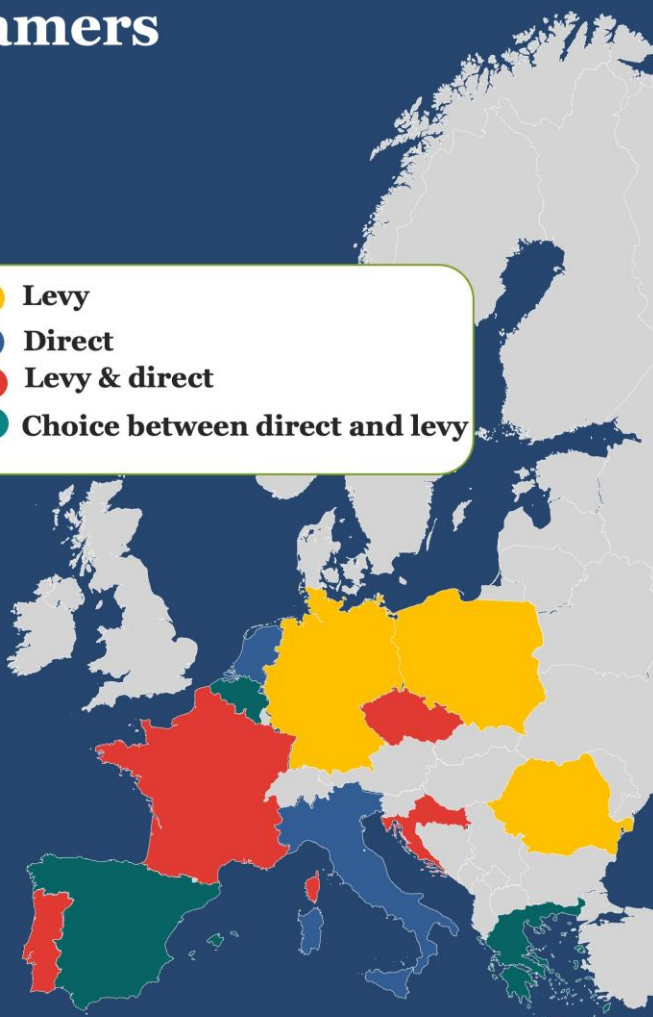 amers
Levy
Direct
Levy & direct
Choice between direct and levy